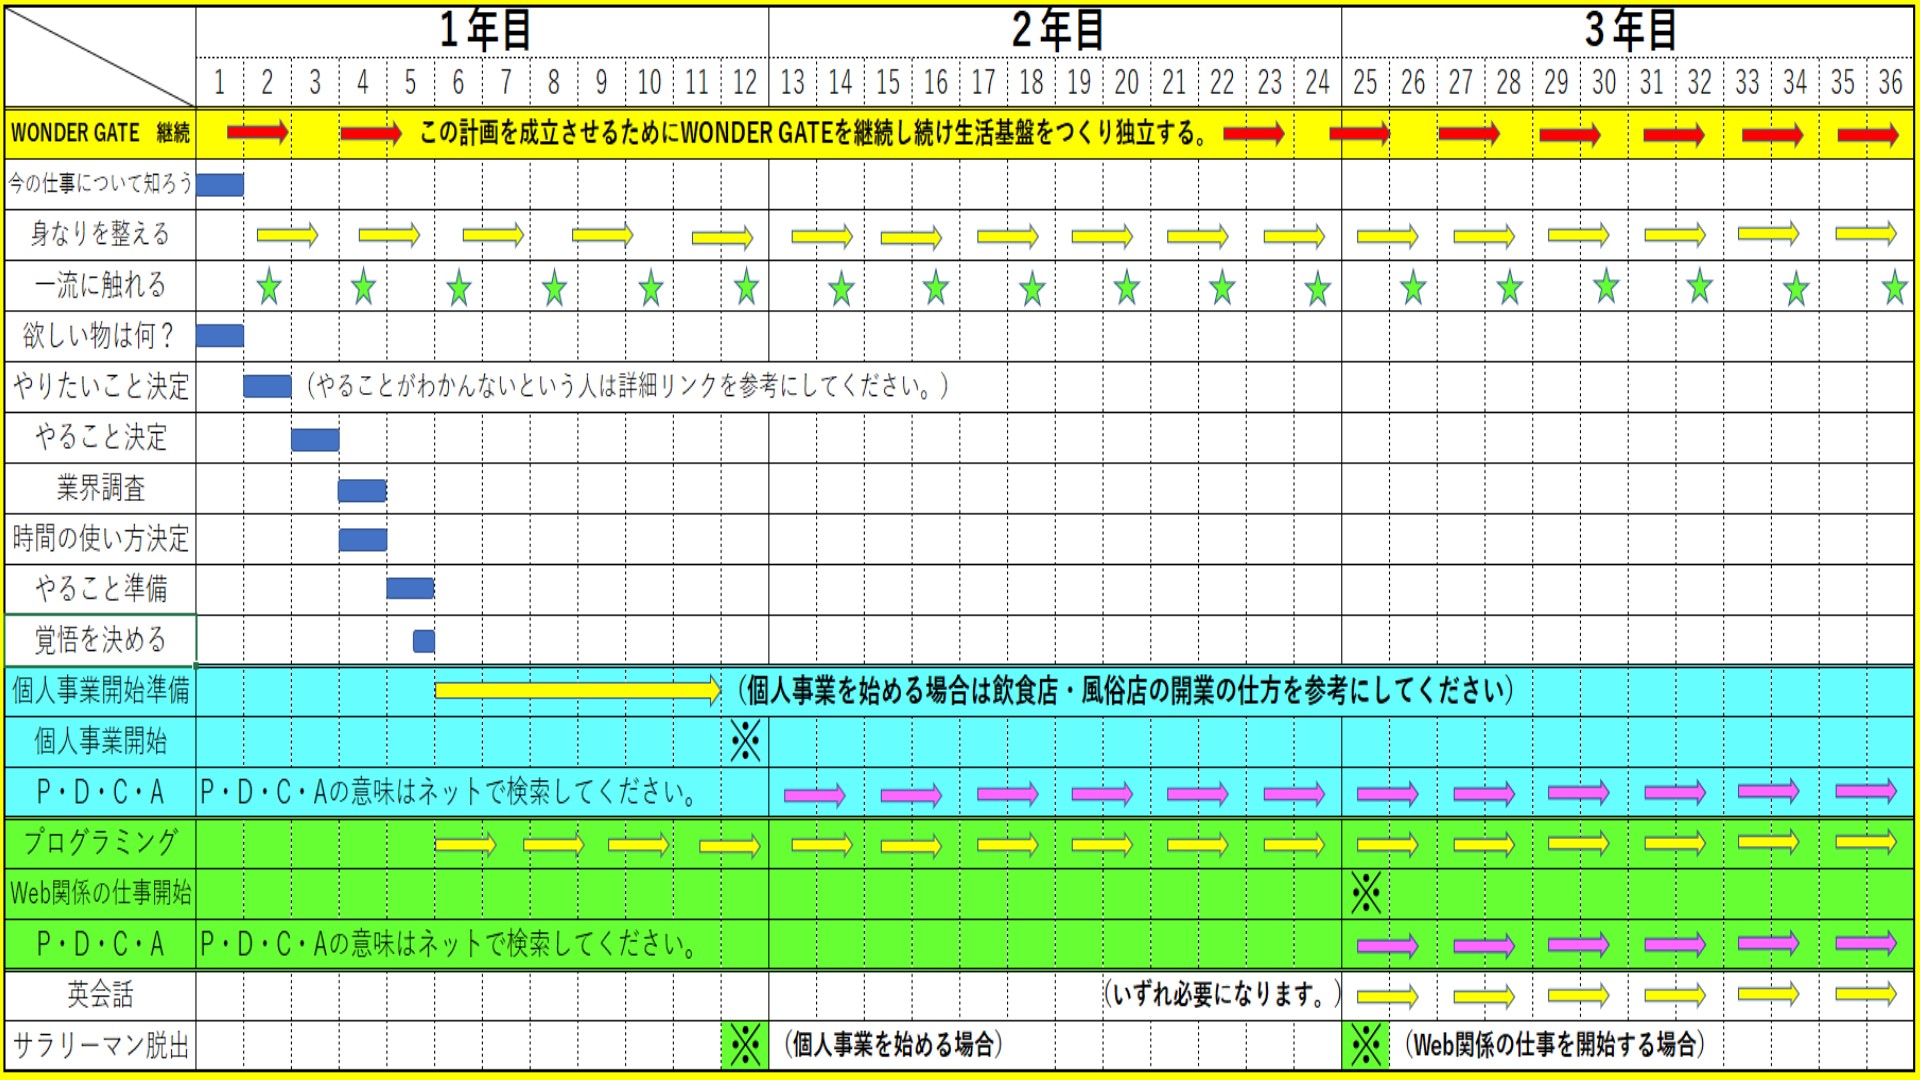 1年目 2年目 3年目
1 2 3 4 5 6 7 8 9 10 11 12 13 14 15 16 17 18 19 20 21 22 23 24 25 26 27 28 29 30 31 32 33 34 35 36
WONDER GATE 継続 この計画を成立させるためにWONDER GATEを継続し続け生活基盤をつくり独立する。
今の仕事について知ろう
身なりを整える
一流に触れる
欲しい物は何？
やりたいこと決定 （やることがわかんないという人は詳細リンクを参考にしてください。）
やること決定
業界調査
時間の使い方決定
やること準備
覚悟を決める
個人事業開始準備 （個人事業を始める場合は飲食店・風俗店の開業の仕方を参考にしてください）
個人事業開始 ※
P・D・C・A P・D・C・Aの意味はネットで検索してください。
プログラミング
Web関係の仕事開始 ※
P・D・C・A P・D・C・Aの意味はネットで検索してください。
英会話 （いずれ必要になります。）
サラリーマン脱出 ※ （個人事業を始める場合） ※ （Web関係の仕事を開始する場合）